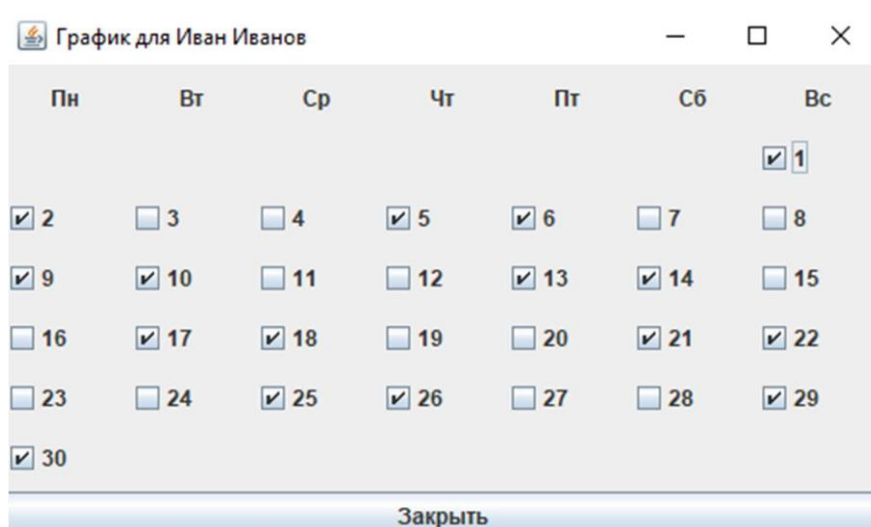 График для Иван Иванов
Пн Вт Ср Чт Пт Сб Вс
1
2 3 4 5 6 7 8
9 10 11 12 13 14 15
16 17 18 19 20 21 22
23 24 25 26 27 28 29
30
Закрыть